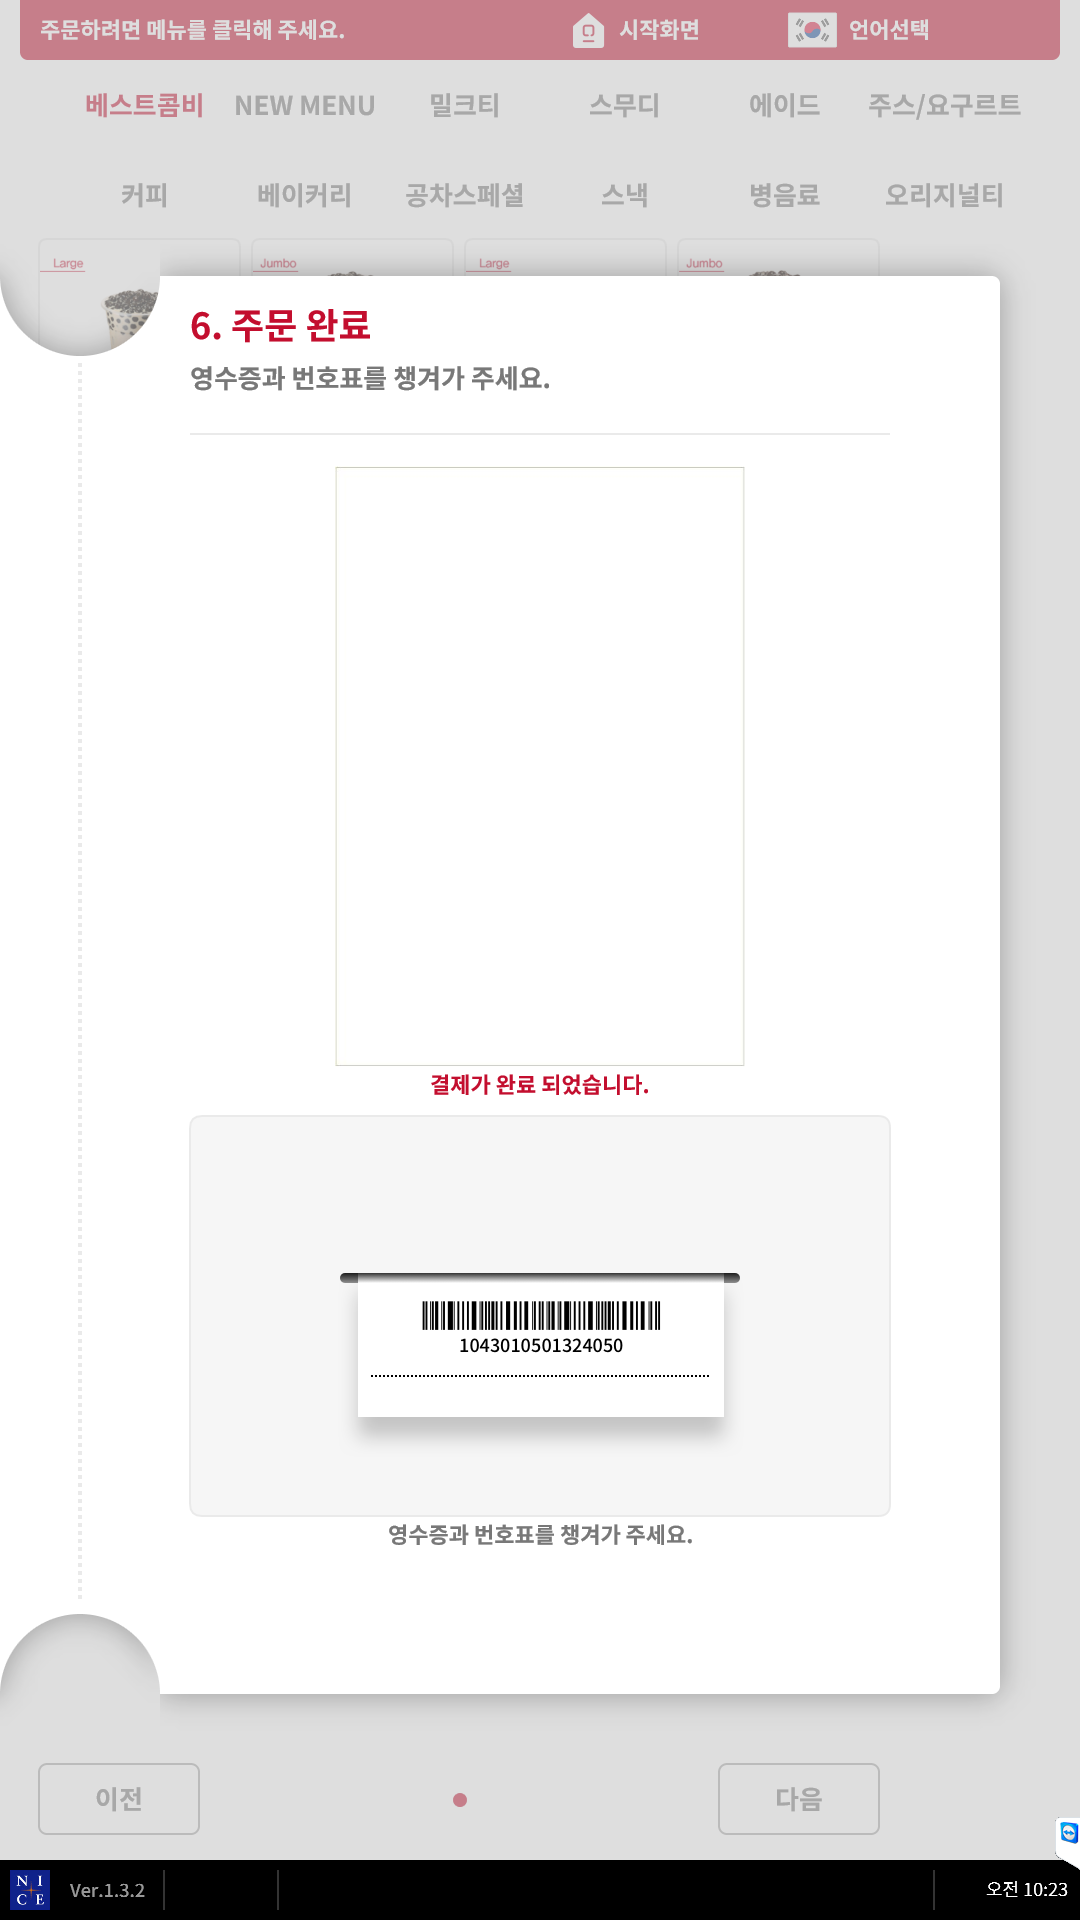 주문하려면 메뉴를 클릭해 주세요.
시작화면
언어선택
베스트콤비
NEW MENU
밀크티
스무디
에이드
주스/요구르트
커피
베이커리
공차스페셜
스낵
병음료
오리지널티
Large
Jumbo
Large
Jumbo
6. 주문 완료
영수증과 번호표를 챙겨가 주세요.
결제가 완료 되었습니다.
1043010501324050
영수증과 번호표를 챙겨가 주세요.
이전
다음
N I
C E
Ver.1.3.2
오전 10:23